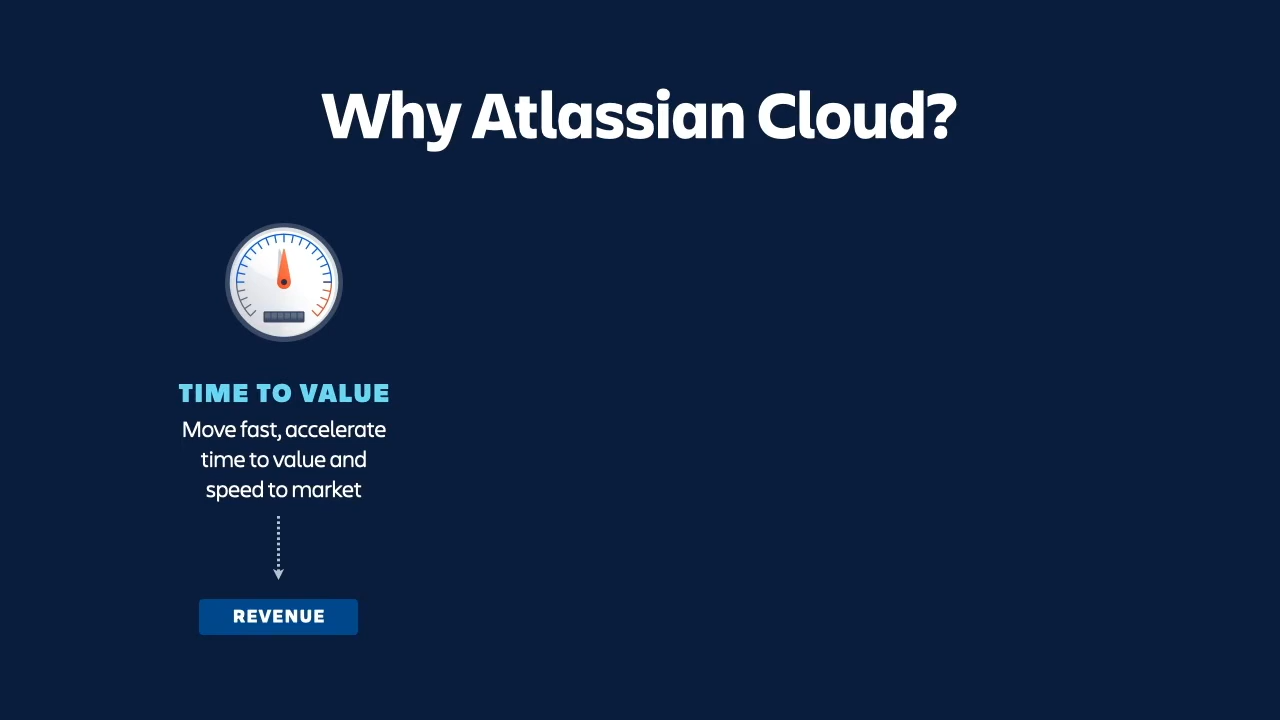 Why Atlassian Cloud?
TIME TO VALUE
Move fast, accelerate
time to value and
speed to market
REVENUE